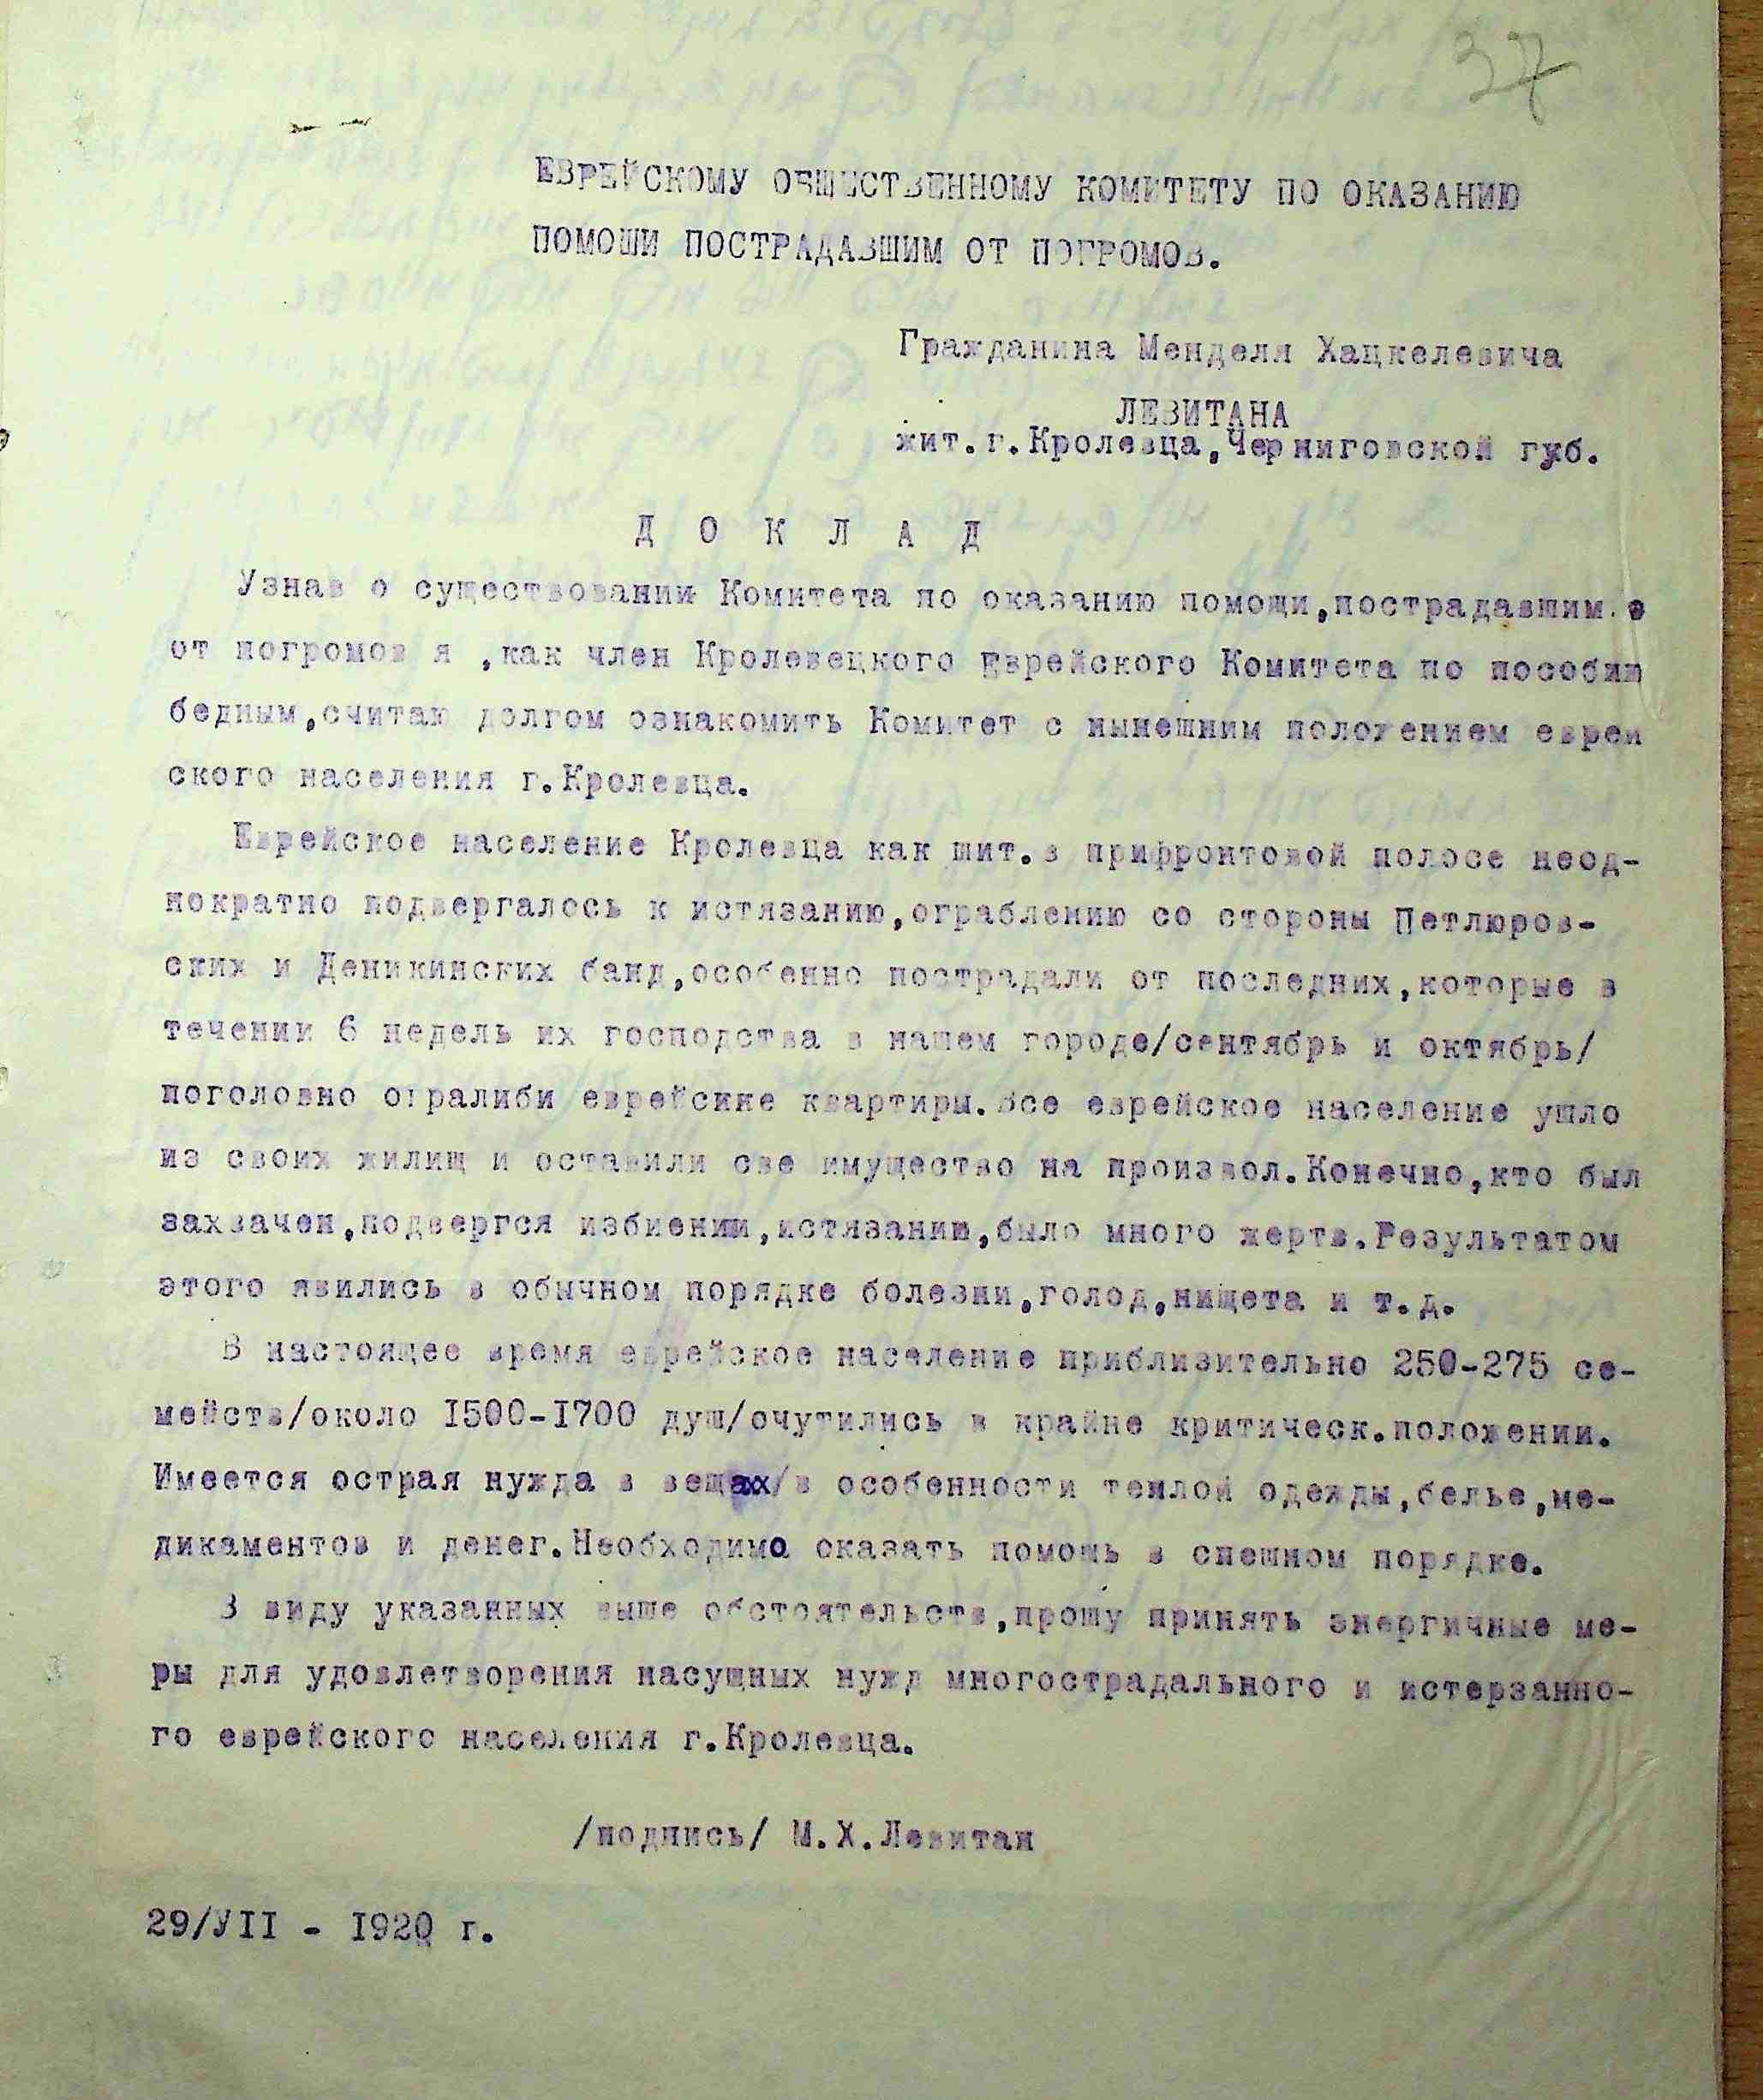 37
ЕВРЕЙСКОМУ ОБЩЕСТВЕННОМУ КОМИТЕТУ ПО ОКАЗАНИЮ
ПОМОШИ ПОСТРАДАВШИМ ОТ ПОГРОМОВ.
Гражданина Менделя Хацкелевича
ЛЕВИТАНА
жит.г.Кролевца,Черниговской губ.
Д О К Л А Д
Узнав о существовании Комитета по оказанию помощи,пострадавшим
от погромов я ,как член Кролевецкого Еврейского Комитета по пособию
бедным,считаю долгом ознакомить Комитет с нынешним положением еврей
ского населения г.Кролевца.
Еврейское население Кролевца как жит.в прифронтовой полосе неод-
нократно подвергалось к истязанию,ограблению со стороны Петлюров-
ских и Деникинских банд,особенно пострадали от последних,которые в
течении 6 недель их господства в нашем городе/сентябрь и октябрь/
поголовно огралиби еврейские квартиры.Все еврейское население ушло
из своих жилищ и оставили све имущество на произвол.Конечно,кто был
захвачен,подвергся избиении,истязанию,было много жертв.Результатом
этого явились в обычном порядке болезни,голод,нищета и т.д.
В настоящее время еврейское население приблизительно 250-275 се-
мейств/около I500-I700 душ/очутились в крайне критическ.положении.
Имеется острая нужда в вещах/в особенности теплой одежды,белье,ме-
дикаментов и денег.Необходимо оказать помощь в спешном порядке.
В виду указанных выше обстоятельств,прошу принять энергичные ме-
ры для удовлетворения насущных нужд многострадального и истерзанно-
го еврейского населения г.Кролевца.
/подпись/ М.Х.Левитан
29/УII - I920 г.